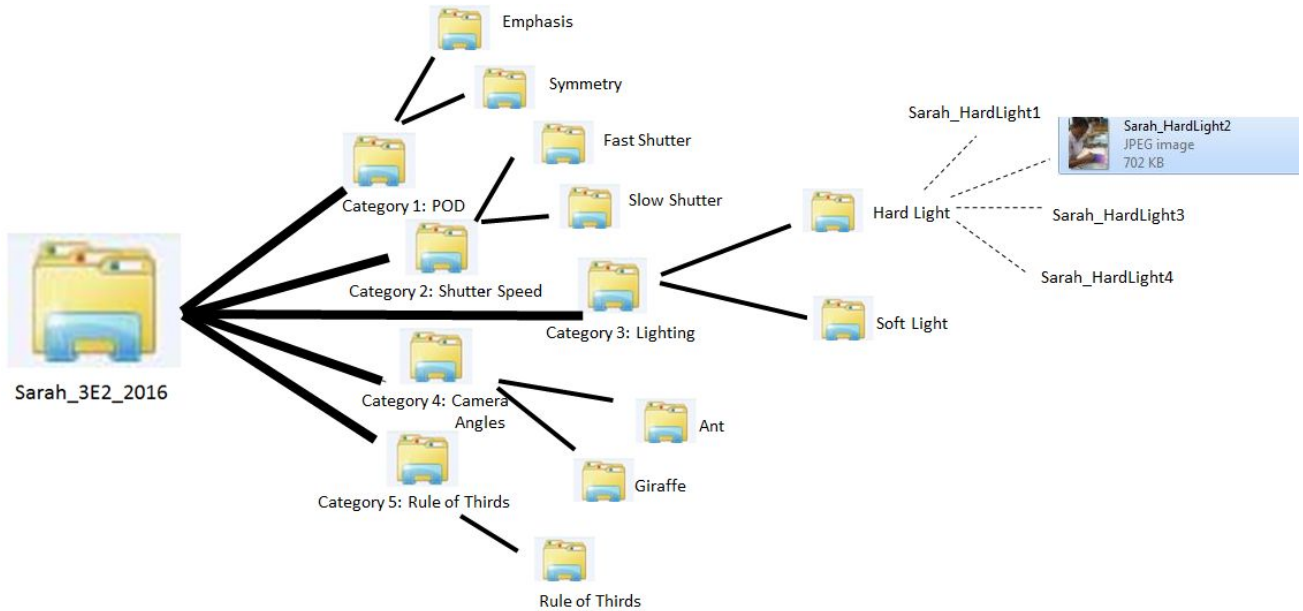 Emphasis
Symmetry
Fast Shutter
Category 1: POD
Slow Shutter
Category 2: Shutter Speed
Sarah_HardLight1
Sarah_HardLight2
JPEG image
702 KB
Hard Light
Sarah_HardLight3
Sarah_HardLight4
Category 3: Lighting
Soft Light
Sarah_3E2_2016
Category 4: Camera
Angles
Ant
Giraffe
Category 5: Rule of Thirds
Rule of Thirds